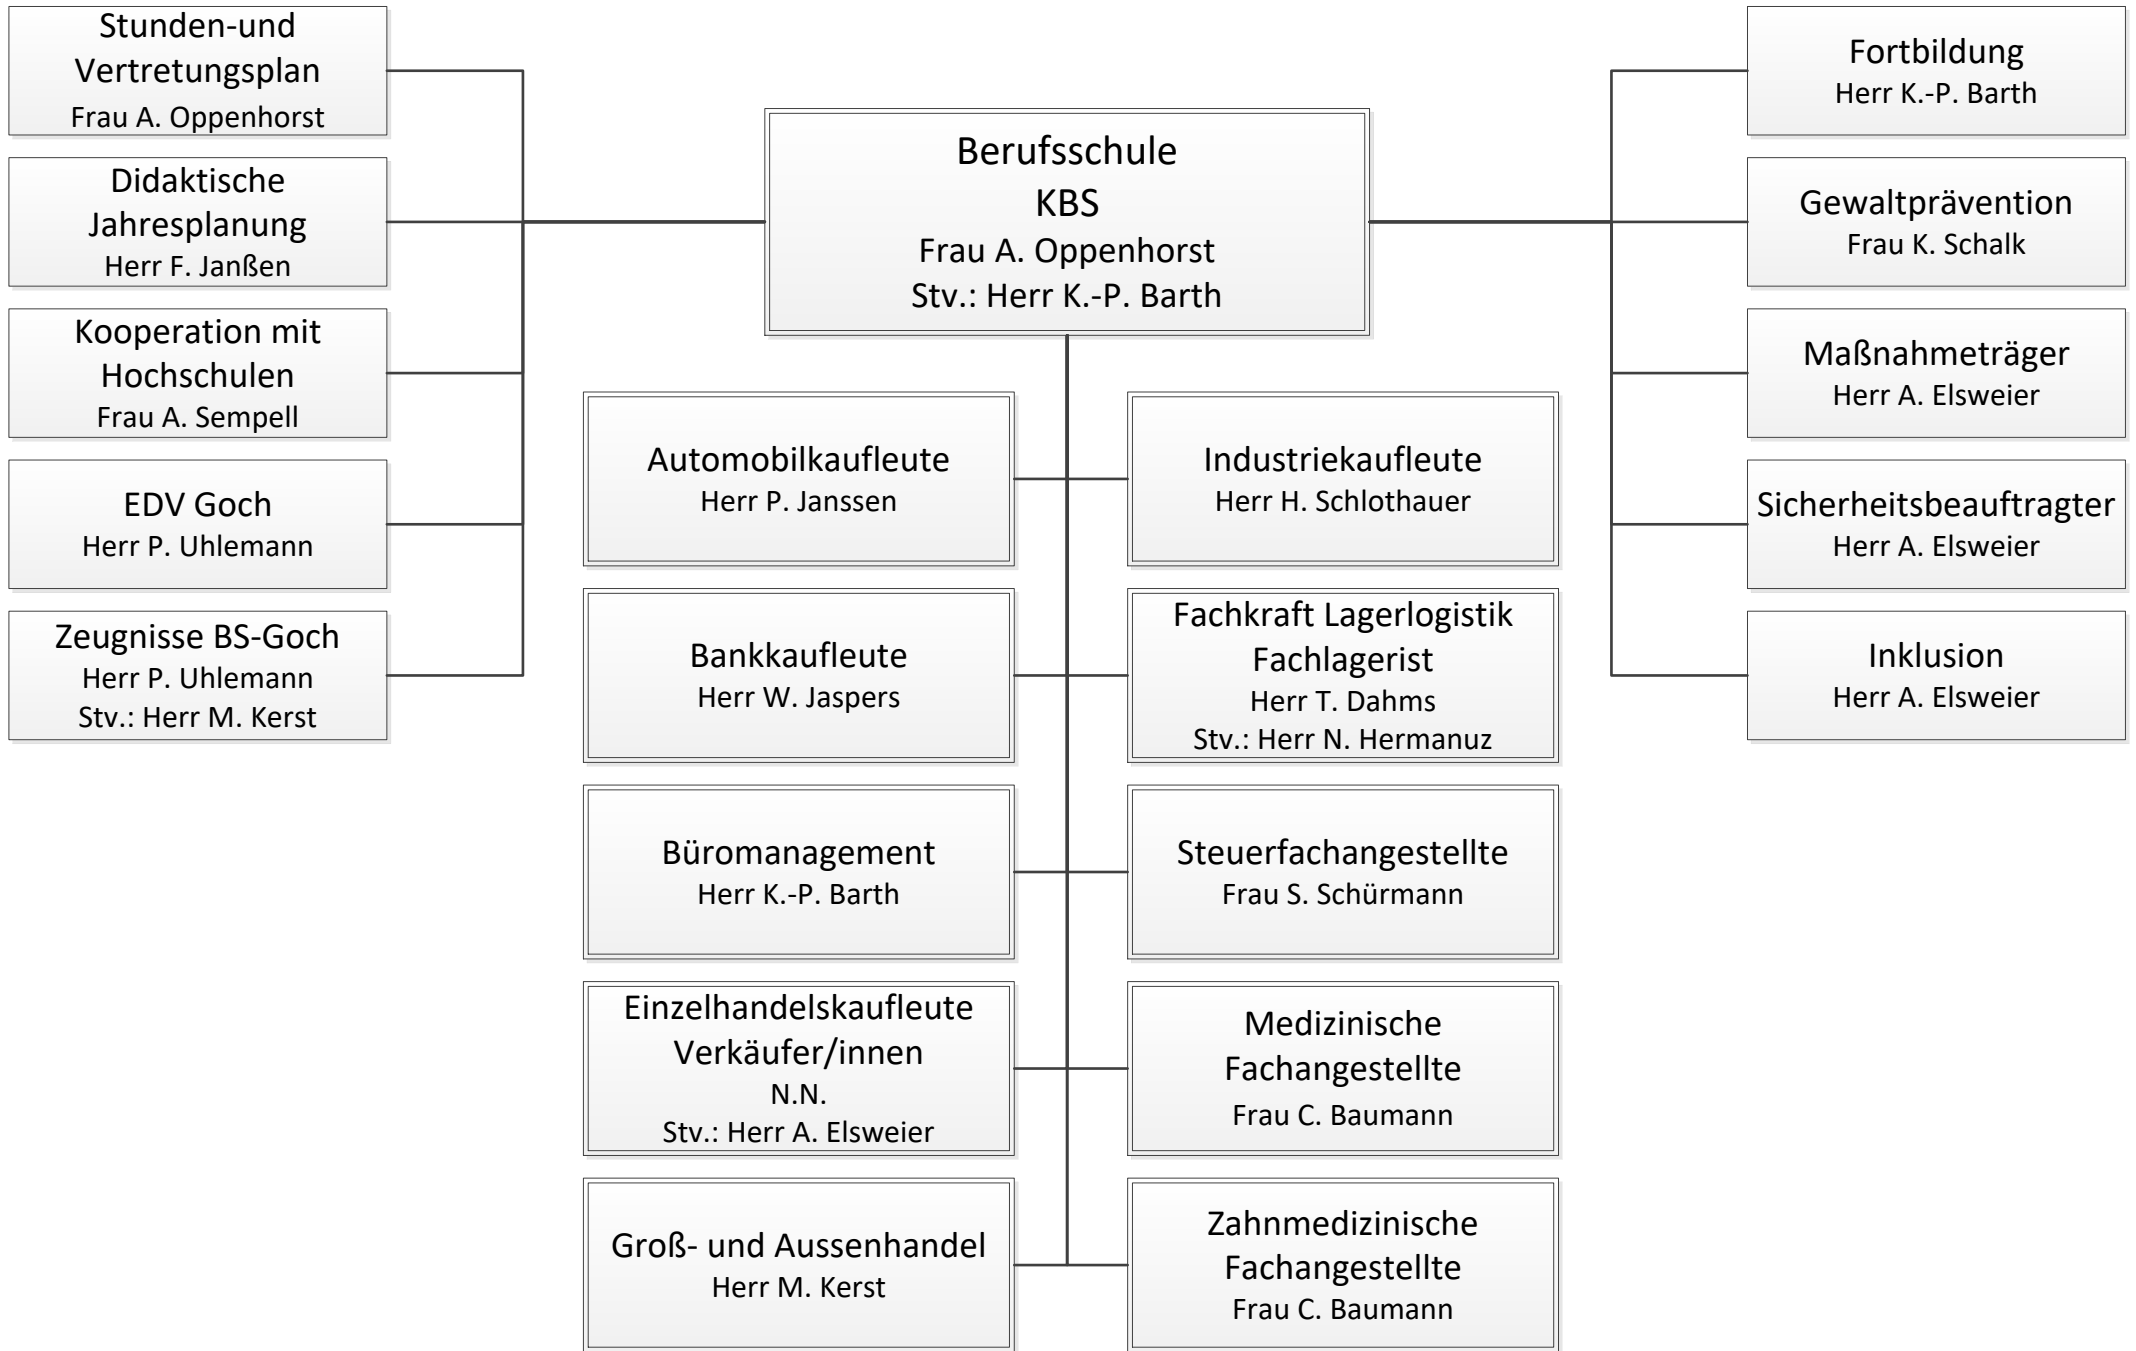 Stunden-und
Vertretungsplan
Frau A. Oppenhorst
Didaktische
Jahresplanung
Herr F. Janßen
Kooperation mit
Hochschulen
Frau A. Sempell
EDV Goch
Herr P. Uhlemann
Zeugnisse BS-Goch
Herr P. Uhlemann
Stv.: Herr M. Kerst
Berufsschule
KBS
Frau A. Oppenhorst
Stv.: Herr K.-P. Barth
Automobilkaufleute
Herr P. Janssen
Bankkaufleute
Herr W. Jaspers
Büromanagement
Herr K.-P. Barth
Einzelhandelskaufleute
Verkäufer/innen
N.N.
Stv.: Herr A. Elsweier
Groß- und Aussenhandel
Herr M. Kerst
Industriekaufleute
Herr H. Schlothauer
Fachkraft Lagerlogistik
Fachlagerist
Herr T. Dahms
Stv.: Herr N. Hermanuz
Steuerfachangestellte
Frau S. Schürmann
Medizinische
Fachangestellte
Frau C. Baumann
Zahnmedizinische
Fachangestellte
Frau C. Baumann
Fortbildung
Herr K.-P. Barth
Gewaltprävention
Frau K. Schalk
Maßnahmeträger
Herr A. Elsweier
Sicherheitsbeauftragter
Herr A. Elsweier
Inklusion
Herr A. Elsweier